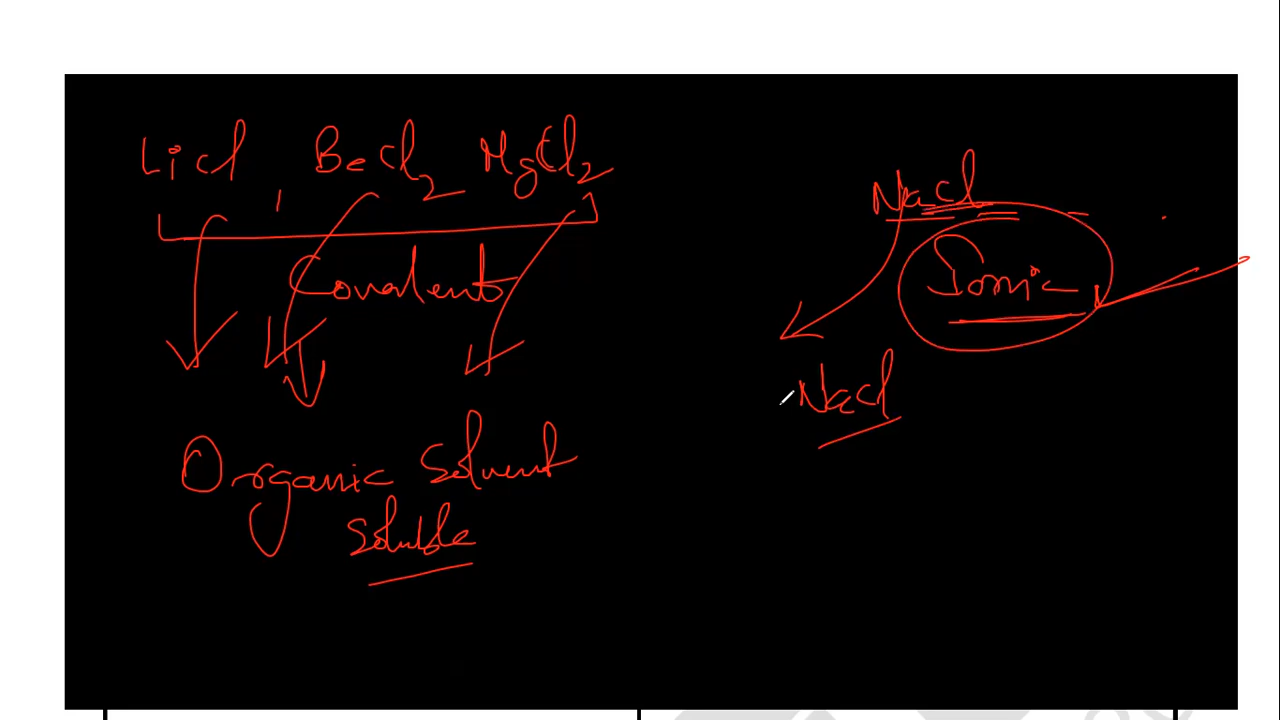 LiCl, BeCl2 MgCl2
Covalent
Organic Solvent
Soluble
NaCl
Ionic
NaCl